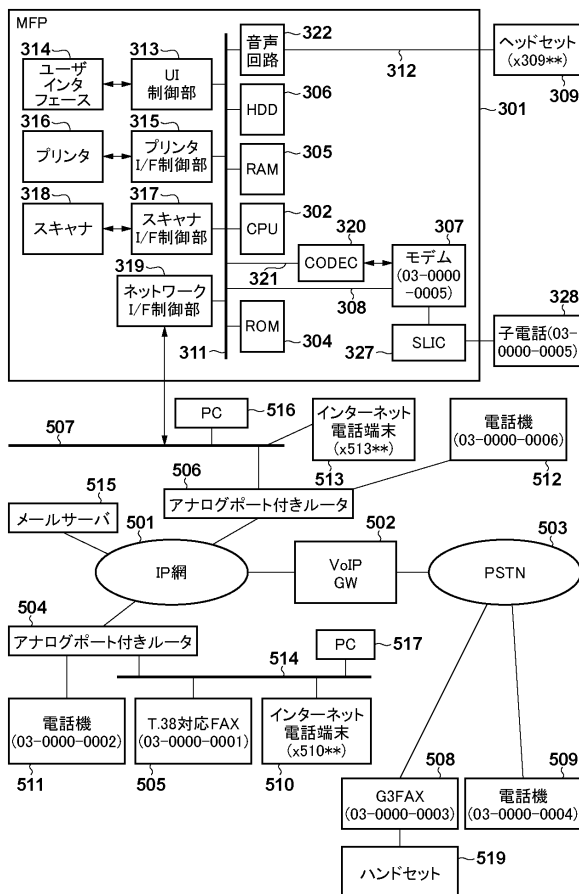 MFP
314
ユーザ
インタ
フェース
313
UI
制御部
322
音声
回路
312
ヘッドセット
(x309**)
309
301
316
プリンタ
315
プリンタ
I/F制御部
306
HDD
305
RAM
318
スキャナ
317
スキャナ
I/F制御部
302
CPU
320
CODEC
321
307
モデム
(03-0000
-0005)
308
319
ネットワーク
I/F制御部
311
ROM
304
327
SLIC
328
子電話(03-
0000-0005)
507
PC
516
インターネット
電話端末
(x513**)
513
電話機
(03-0000-0006)
512
506
アナログポート付きルータ
515
メールサーバ
501
IP網
502
VoIP
GW
503
PSTN
504
アナログポート付きルータ
514
PC
517
電話機
(03-0000-0002)
511
T.38対応FAX
(03-0000-0001)
505
インターネット
電話端末
(x510**)
510
508
G3FAX
(03-0000-0003)
509
電話機
(03-0000-0004)
ハンドセット
519